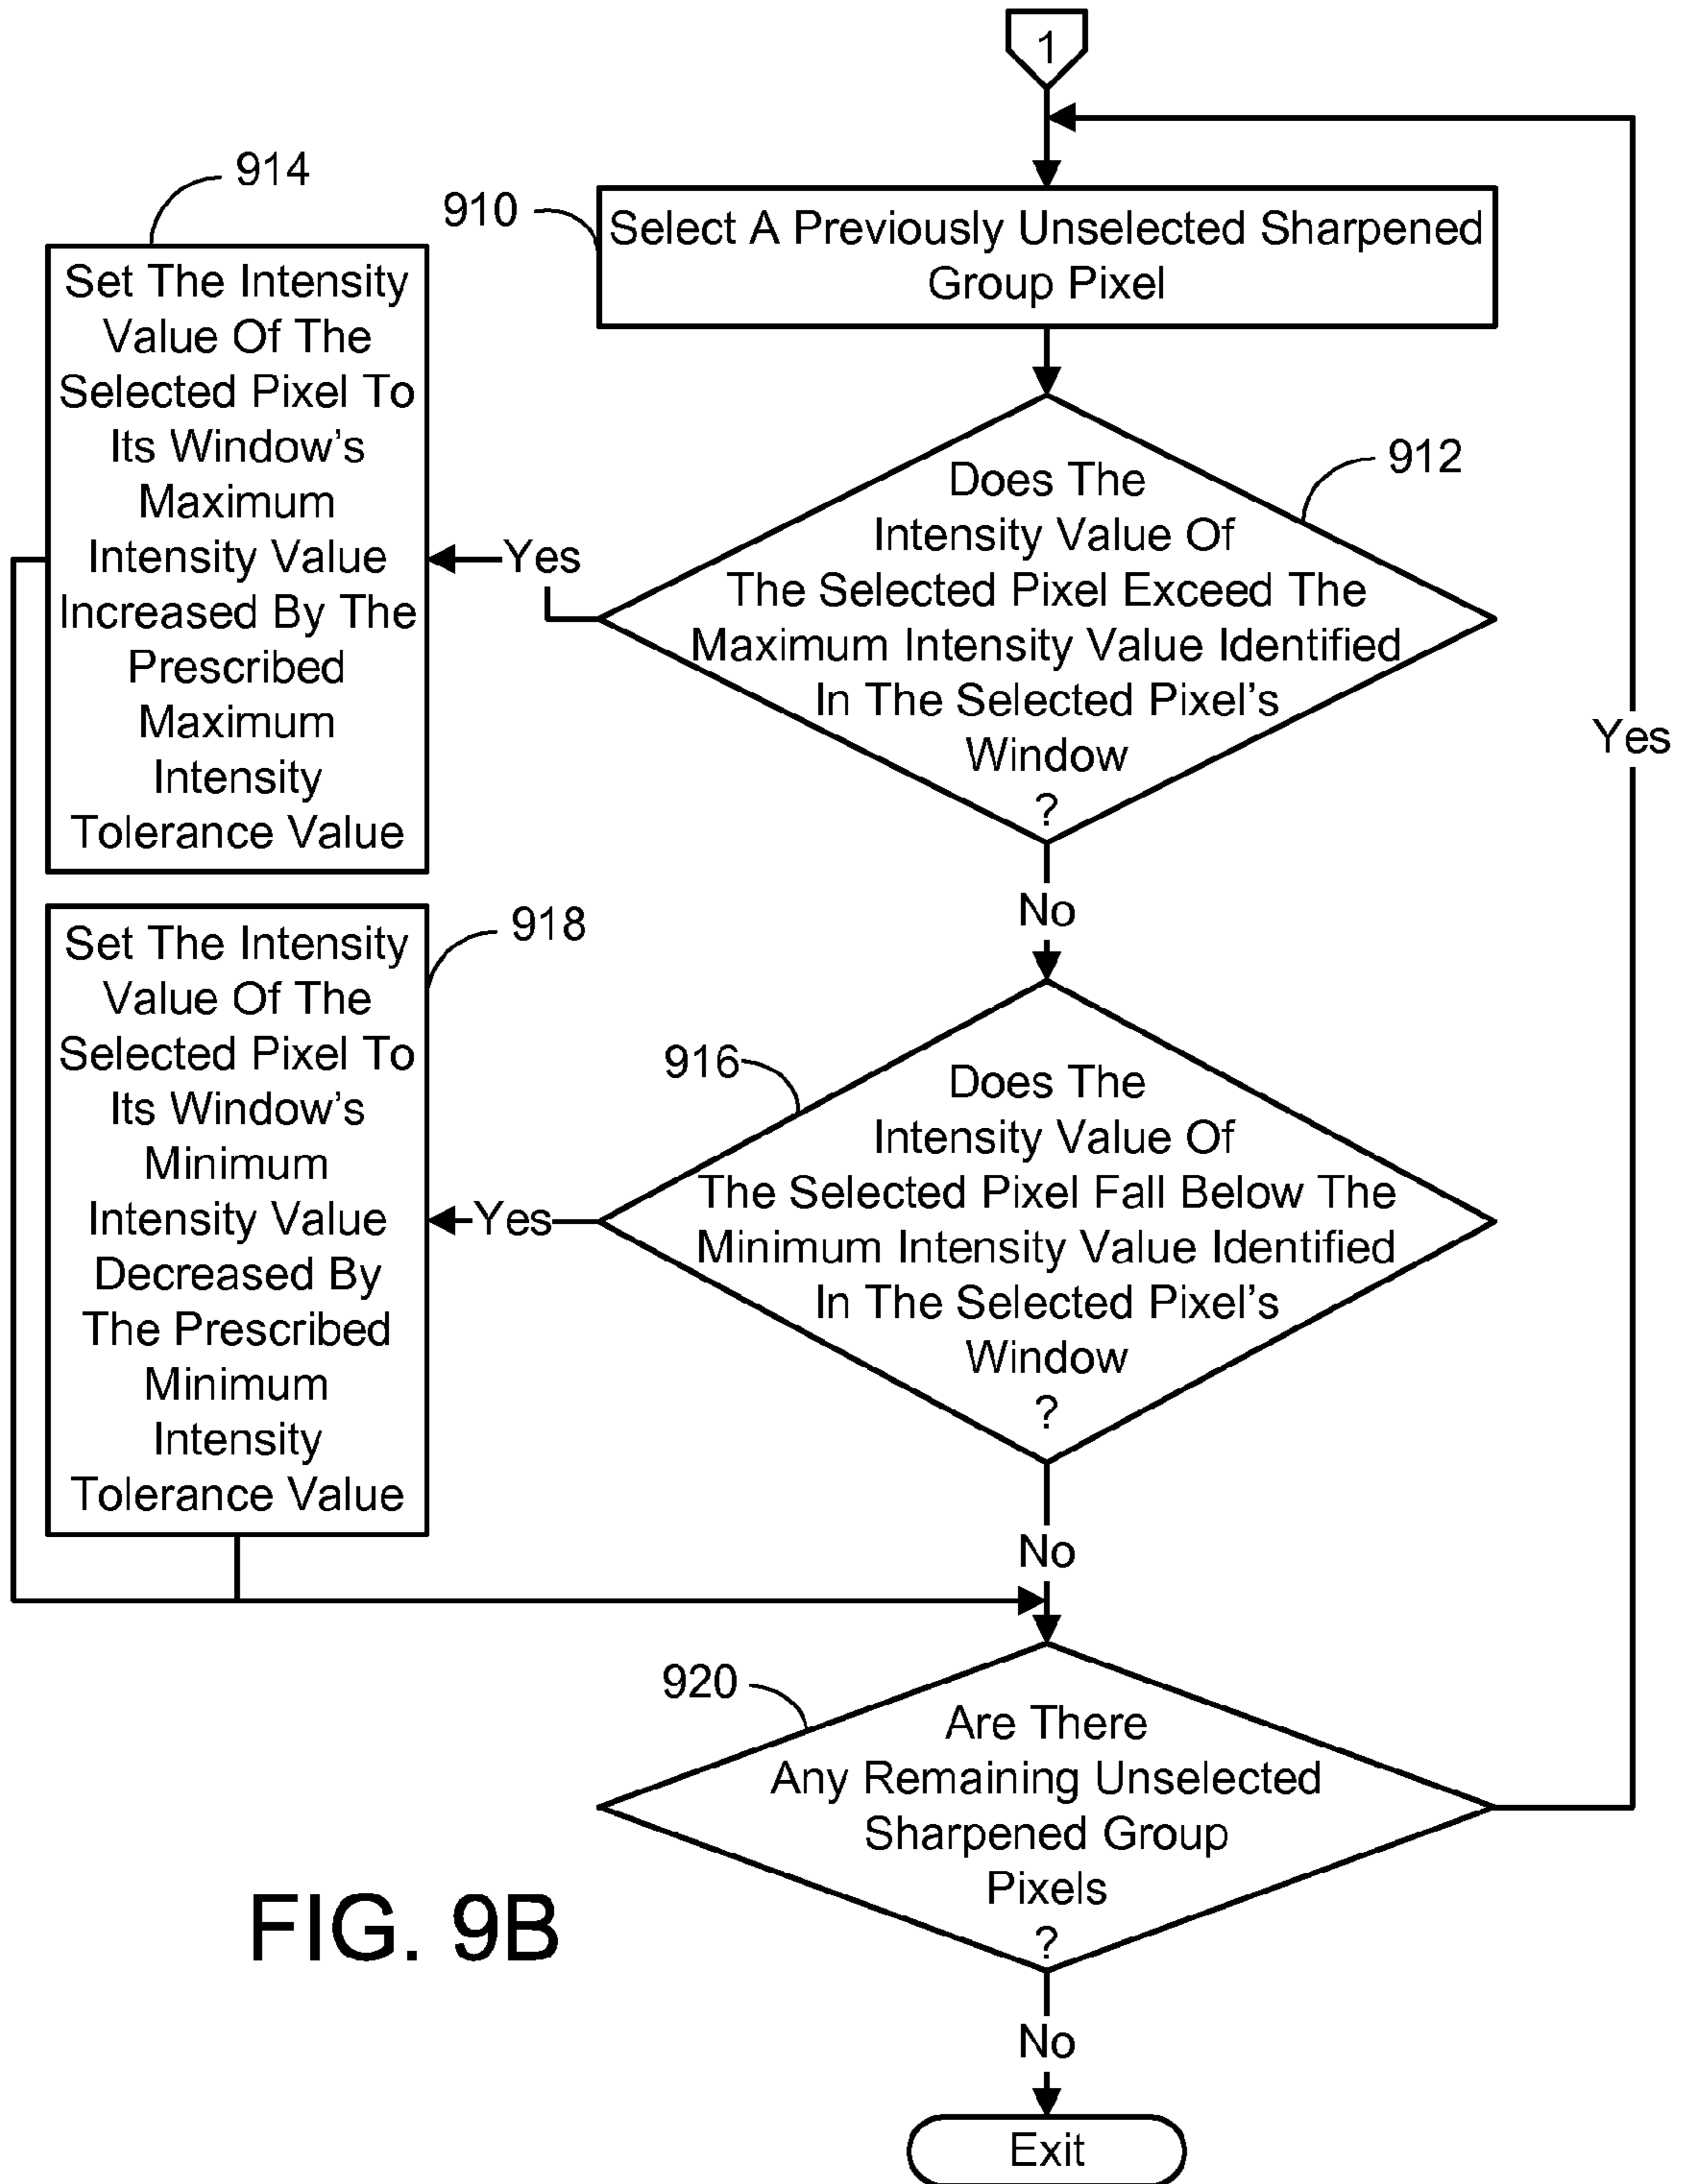 1
910
Select A Previously Unselected Sharpened
Group Pixel
912
Does The
Intensity Value Of
The Selected Pixel Exceed The
Maximum Intensity Value Identified
In The Selected Pixel's
Window
?
Yes
914
Set The Intensity
Value Of The
Selected Pixel To
Its Window's
Maximum
Intensity Value
Increased By The
Prescribed
Maximum
Intensity
Tolerance Value
No
916
Does The
Intensity Value Of
The Selected Pixel Fall Below The
Minimum Intensity Value Identified
In The Selected Pixel's
Window
?
Yes
918
Set The Intensity
Value Of The
Selected Pixel To
Its Window's
Minimum
Intensity Value
Decreased By
The Prescribed
Minimum
Intensity
Tolerance Value
No
920
Are There
Any Remaining Unselected
Sharpened Group
Pixels
?
Yes
No
Exit
FIG. 9B